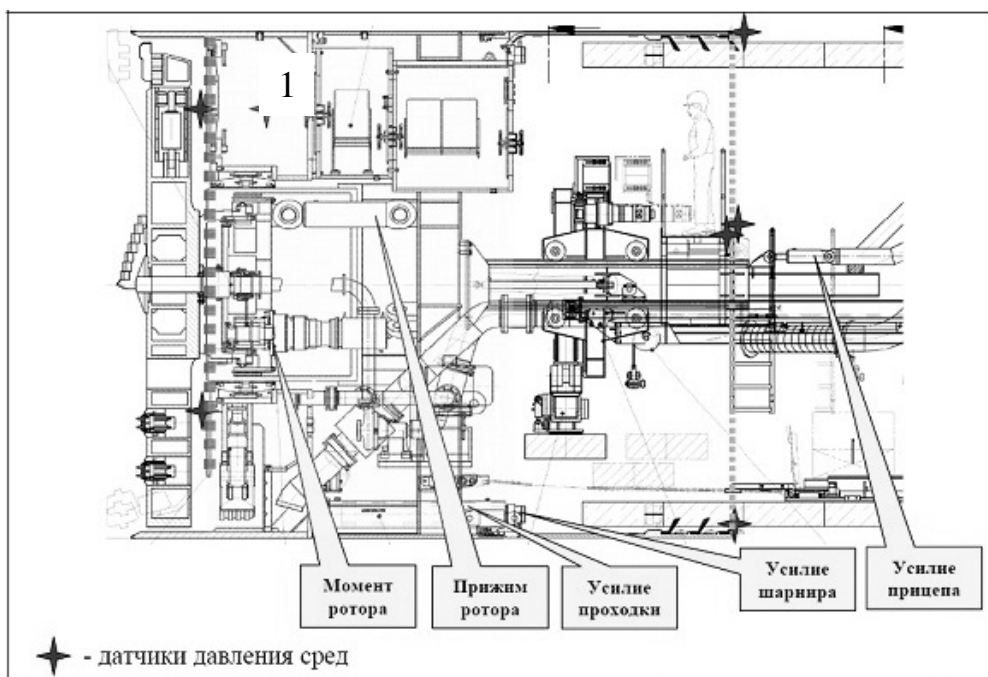 1
Момент
ротора
Прижим
ротора
Усилие
проходки
Усилие
шарнира
Усилие
прицепа
- датчики давления сред